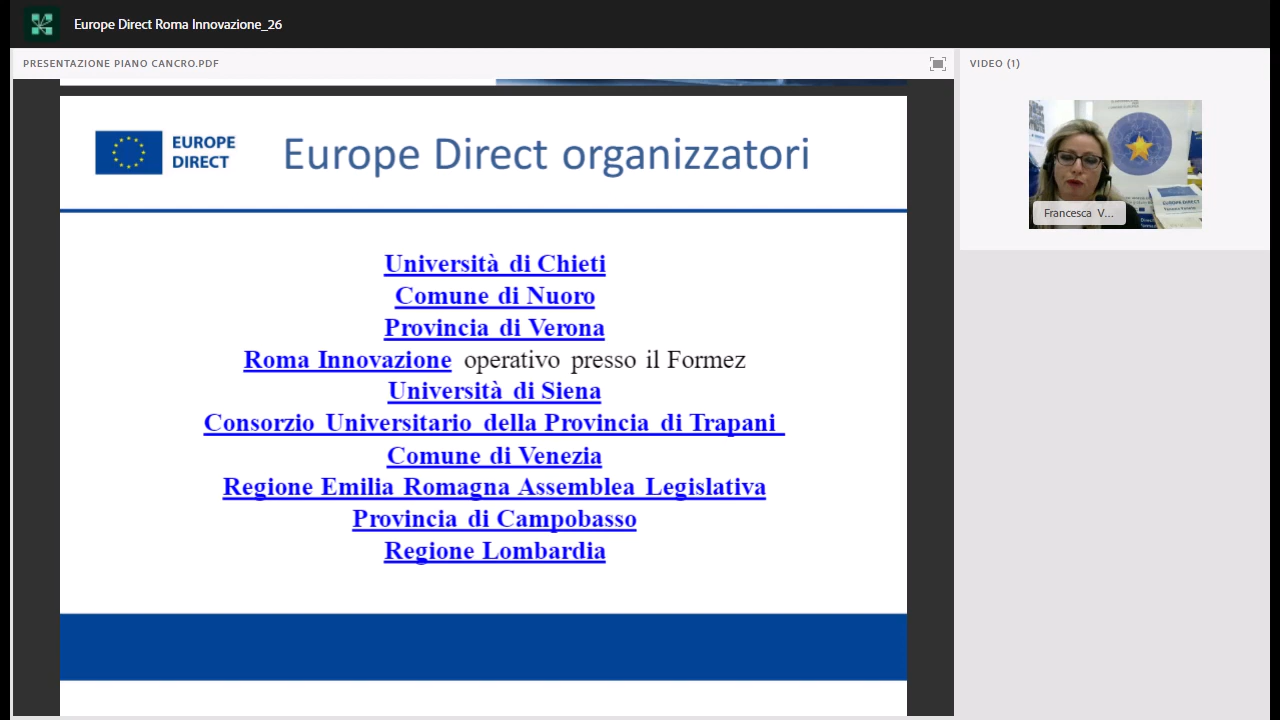 Europe Direct Roma Innovazione_26
PRESENTAZIONE PIANO CANCRO.PDF
VIDEO (1)
EUROPE
DIRECT
Europe Direct organizzatori
Università di Chieti
Comune di Nuoro
Provincia di Verona
Roma Innovazione operativo presso il Formez
Università di Siena
Consorzio Universitario della Provincia di Trapani
Comune di Venezia
Regione Emilia Romagna Assemblea Legislativa
Provincia di Campobasso
Regione Lombardia
Francesca V...
EUROPE DIRECT